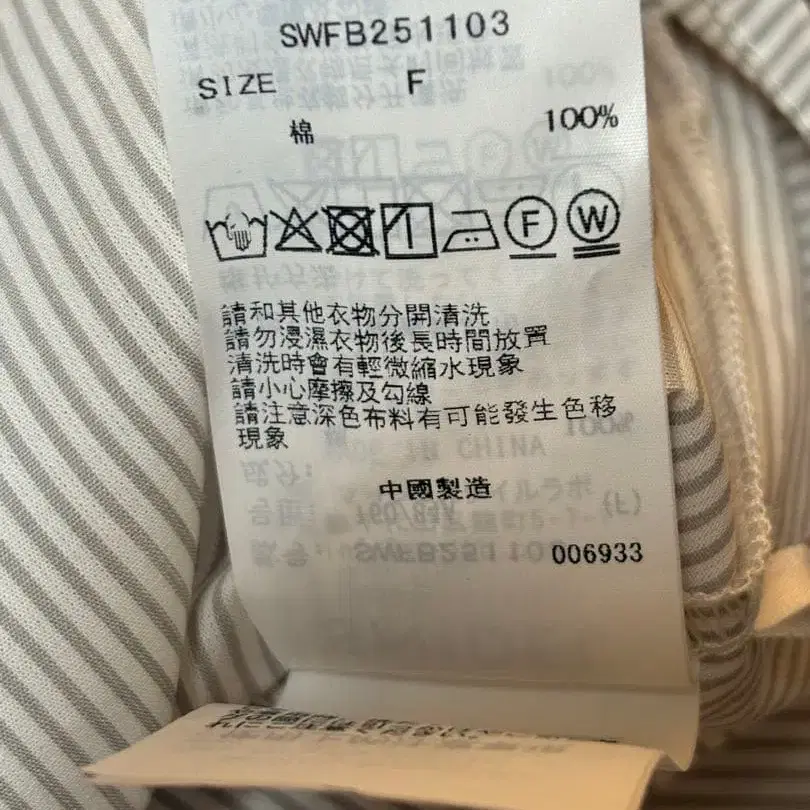 SWFB251103
SIZE F
棉 100%
F W
請和其他衣物分開清洗
請勿浸濕衣物後長時間放置
清洗時會有輕微縮水現象
請小心摩擦及勾線
請注意深色布料有可能發生色移
現象
中國製造
006933